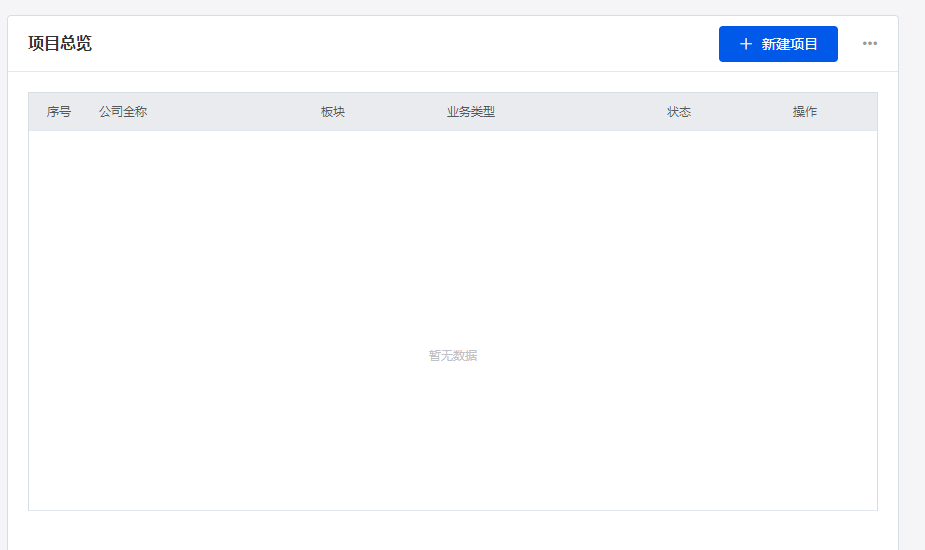 项目总览
+ 新建项目 •••
序号 公司全称 板块 业务类型 状态 操作
暂无数据